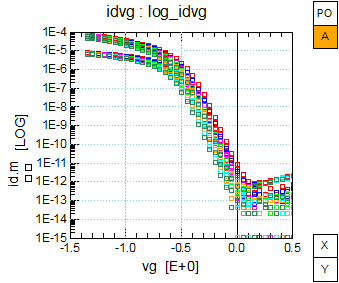 idvg : log_idvg
PO
A
1E-4
1E-5
1E-6
1E-7
1E-8
1E-9
1E-10
1E-11
1E-12
1E-13
1E-14
1E-15
id.m [LOG]
-1.5
-1.0
-0.5
0.0
0.5
vg [E+0]
X
Y